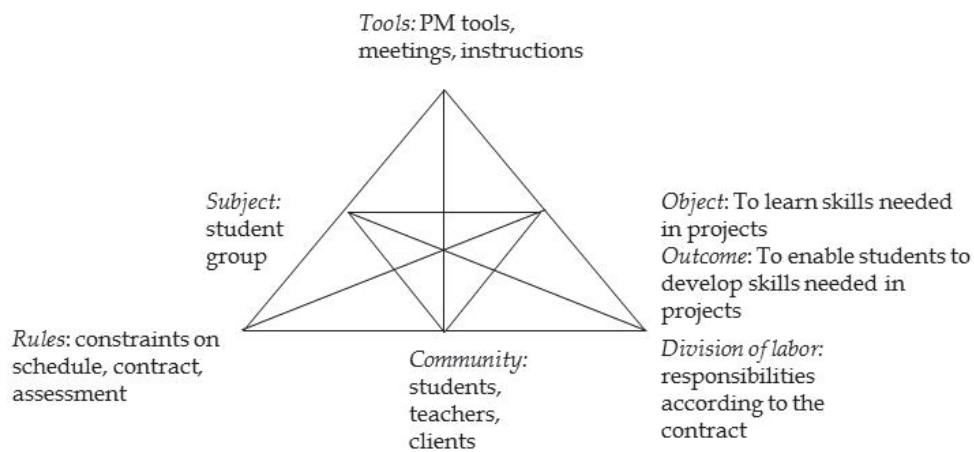 Tools: PM tools,
meetings, instructions
Subject:
student
group
Object: To learn skills needed
in projects
Outcome: To enable students to
develop skills needed in
projects
Rules: constraints on
schedule, contract,
assessment
Community:
students,
teachers,
clients
Division of labor:
responsibilities
according to the
contract